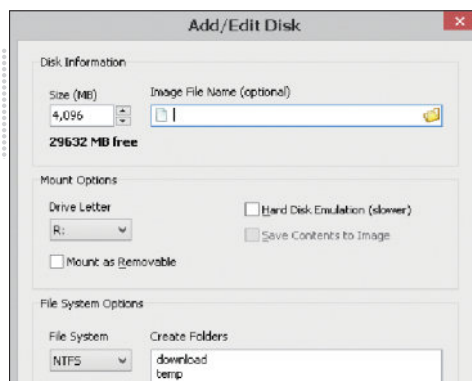 Add/Edit Disk
Disk Information
Size (MB)
Image File Name (optional)
4,096
29632 MB free
Mount Options
Drive Letter
Hard Disk Emulation (slower)
R:
Save Contents to Image
Mount as Removable
File System Options
File System
Create Folders
NTFS
download
temp